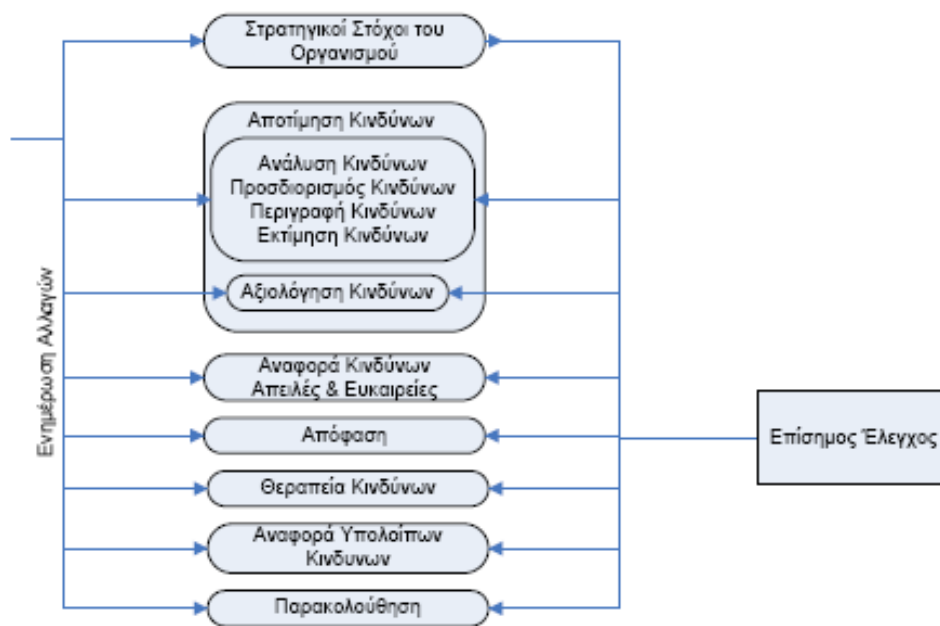 Στρατηγικοί Στόχοι του
Οργανισμού
Αποτίμηση Κινδύνων
Ανάλυση Κινδύνων
Προσδιορισμός Κινδύνων
Περιγραφή Κινδύνων
Εκτίμηση Κινδύνων
Αξιολόγηση Κινδύνων
Αναφορά Κινδύνων
Απειλές & Ευκαιρείες
Απόφαση
Θεραπεία Κινδύνων
Αναφορά Υπολοίπων
Κινδυνων
Παρακολούθηση
Ενημέρωση Αλλαγών
Επίσημος Έλεγχος